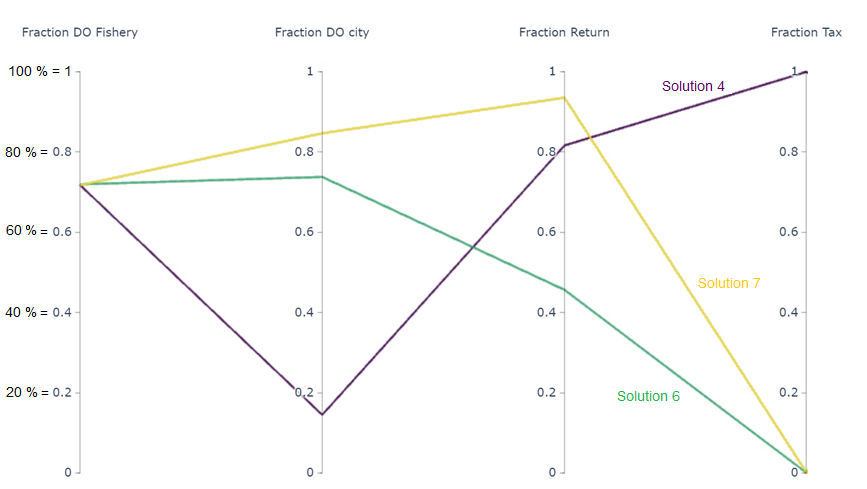 Fraction DO Fishery Fraction DO city Fraction Return Fraction Tax
100 % = 1 1 1 1
Solution 4
80 % = 0.8 0.8 0.8 0.8
60 % = 0.6 0.6 0.6 0.6
Solution 7
40 % = 0.4 0.4 0.4 0.4
20 % = 0.2 0.2 0.2 0.2
Solution 6
0 0 0 0